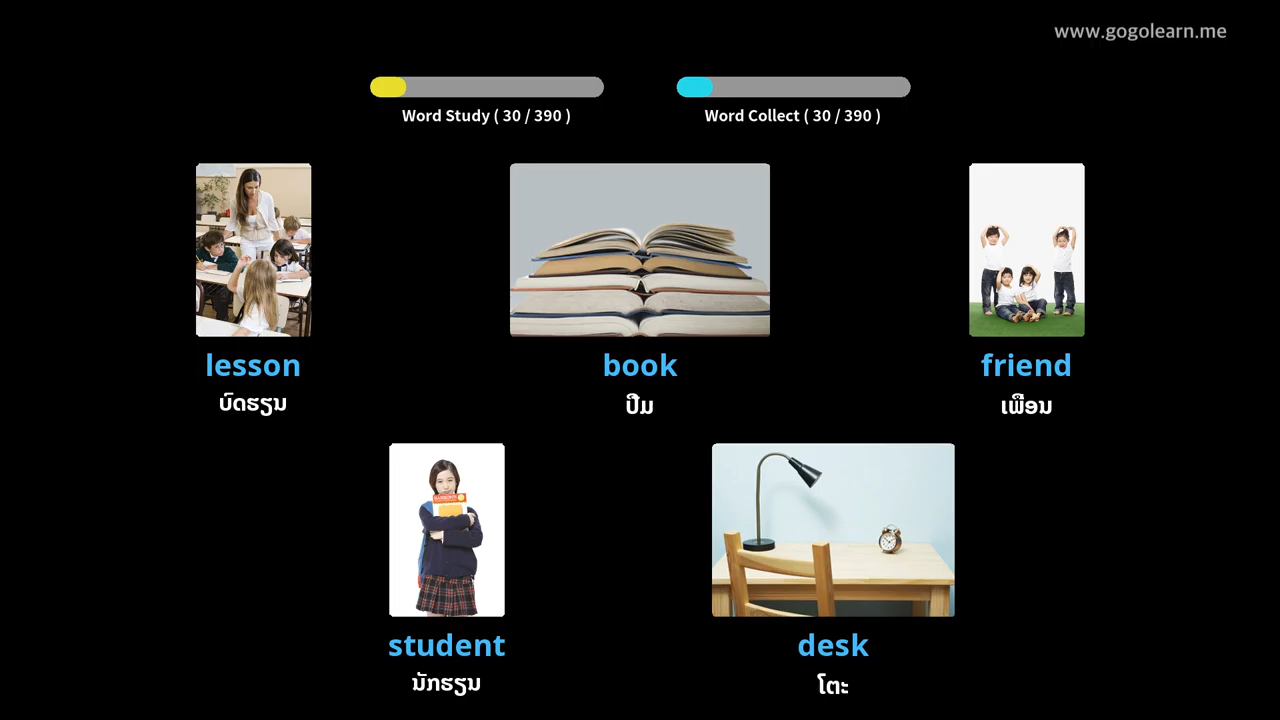 www.gogolearn.me
Word Study ( 30 / 390 )
Word Collect ( 30 / 390 )
lesson
book
friend
ບົດຮຽນ
ປື້ມ
ເພື່ອນ
student
desk
ນັກຮຽນ
ໂຕະ